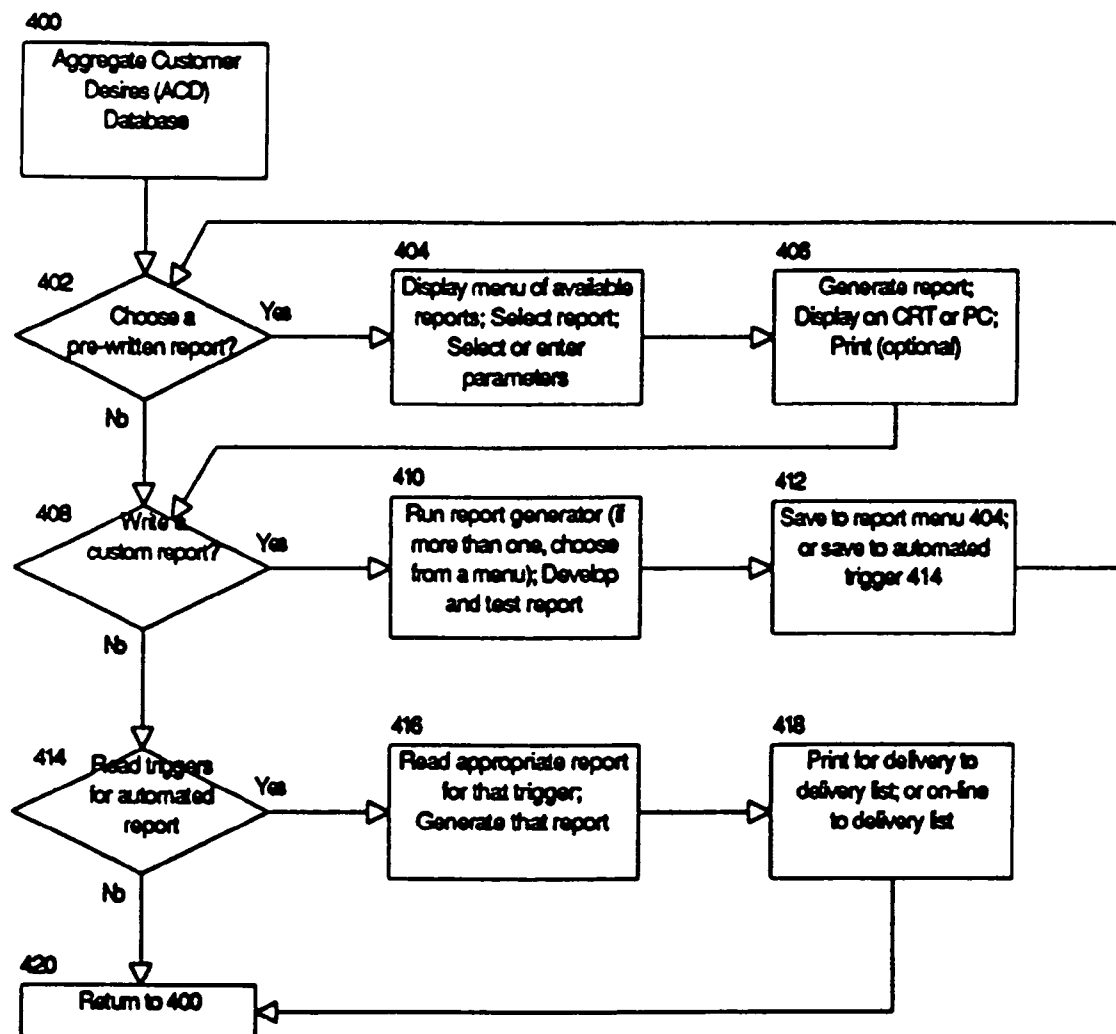 400
Aggregate Customer
Desires (ACD)
Database
402
Choose a
pre-written report?
Yes
No
404
Display menu of available
reports; Select report;
Select or enter
parameters
406
Generate report;
Display on CRT or PC;
Print (optional)
408
Write a
custom report?
Yes
No
410
Run report generator (if
more than one, choose
from a menu); Develop
and test report
412
Save to report menu 404;
or save to automated
trigger 414
414
Read triggers
for automated
report
Yes
No
416
Read appropriate report
for that trigger;
Generate that report
418
Print for delivery to
delivery list; or on-line
to delivery list
420
Return to 400